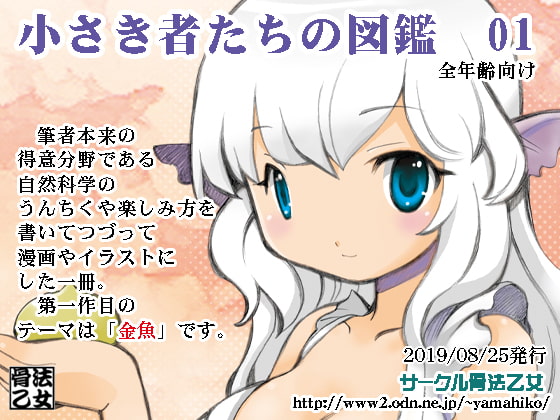 小さき者たちの図鑑　01
全年齢向け
筆者本来の
得意分野である
自然科学の
うんちくや楽しみ方を
書いてつづって
漫画やイラストに
した一冊。
第一作目の
テーマは「金魚」です。
骨法
乙女
2019/08/25発行
サークル骨法乙女
http://www2.odn.ne.jp/~yamahiko/